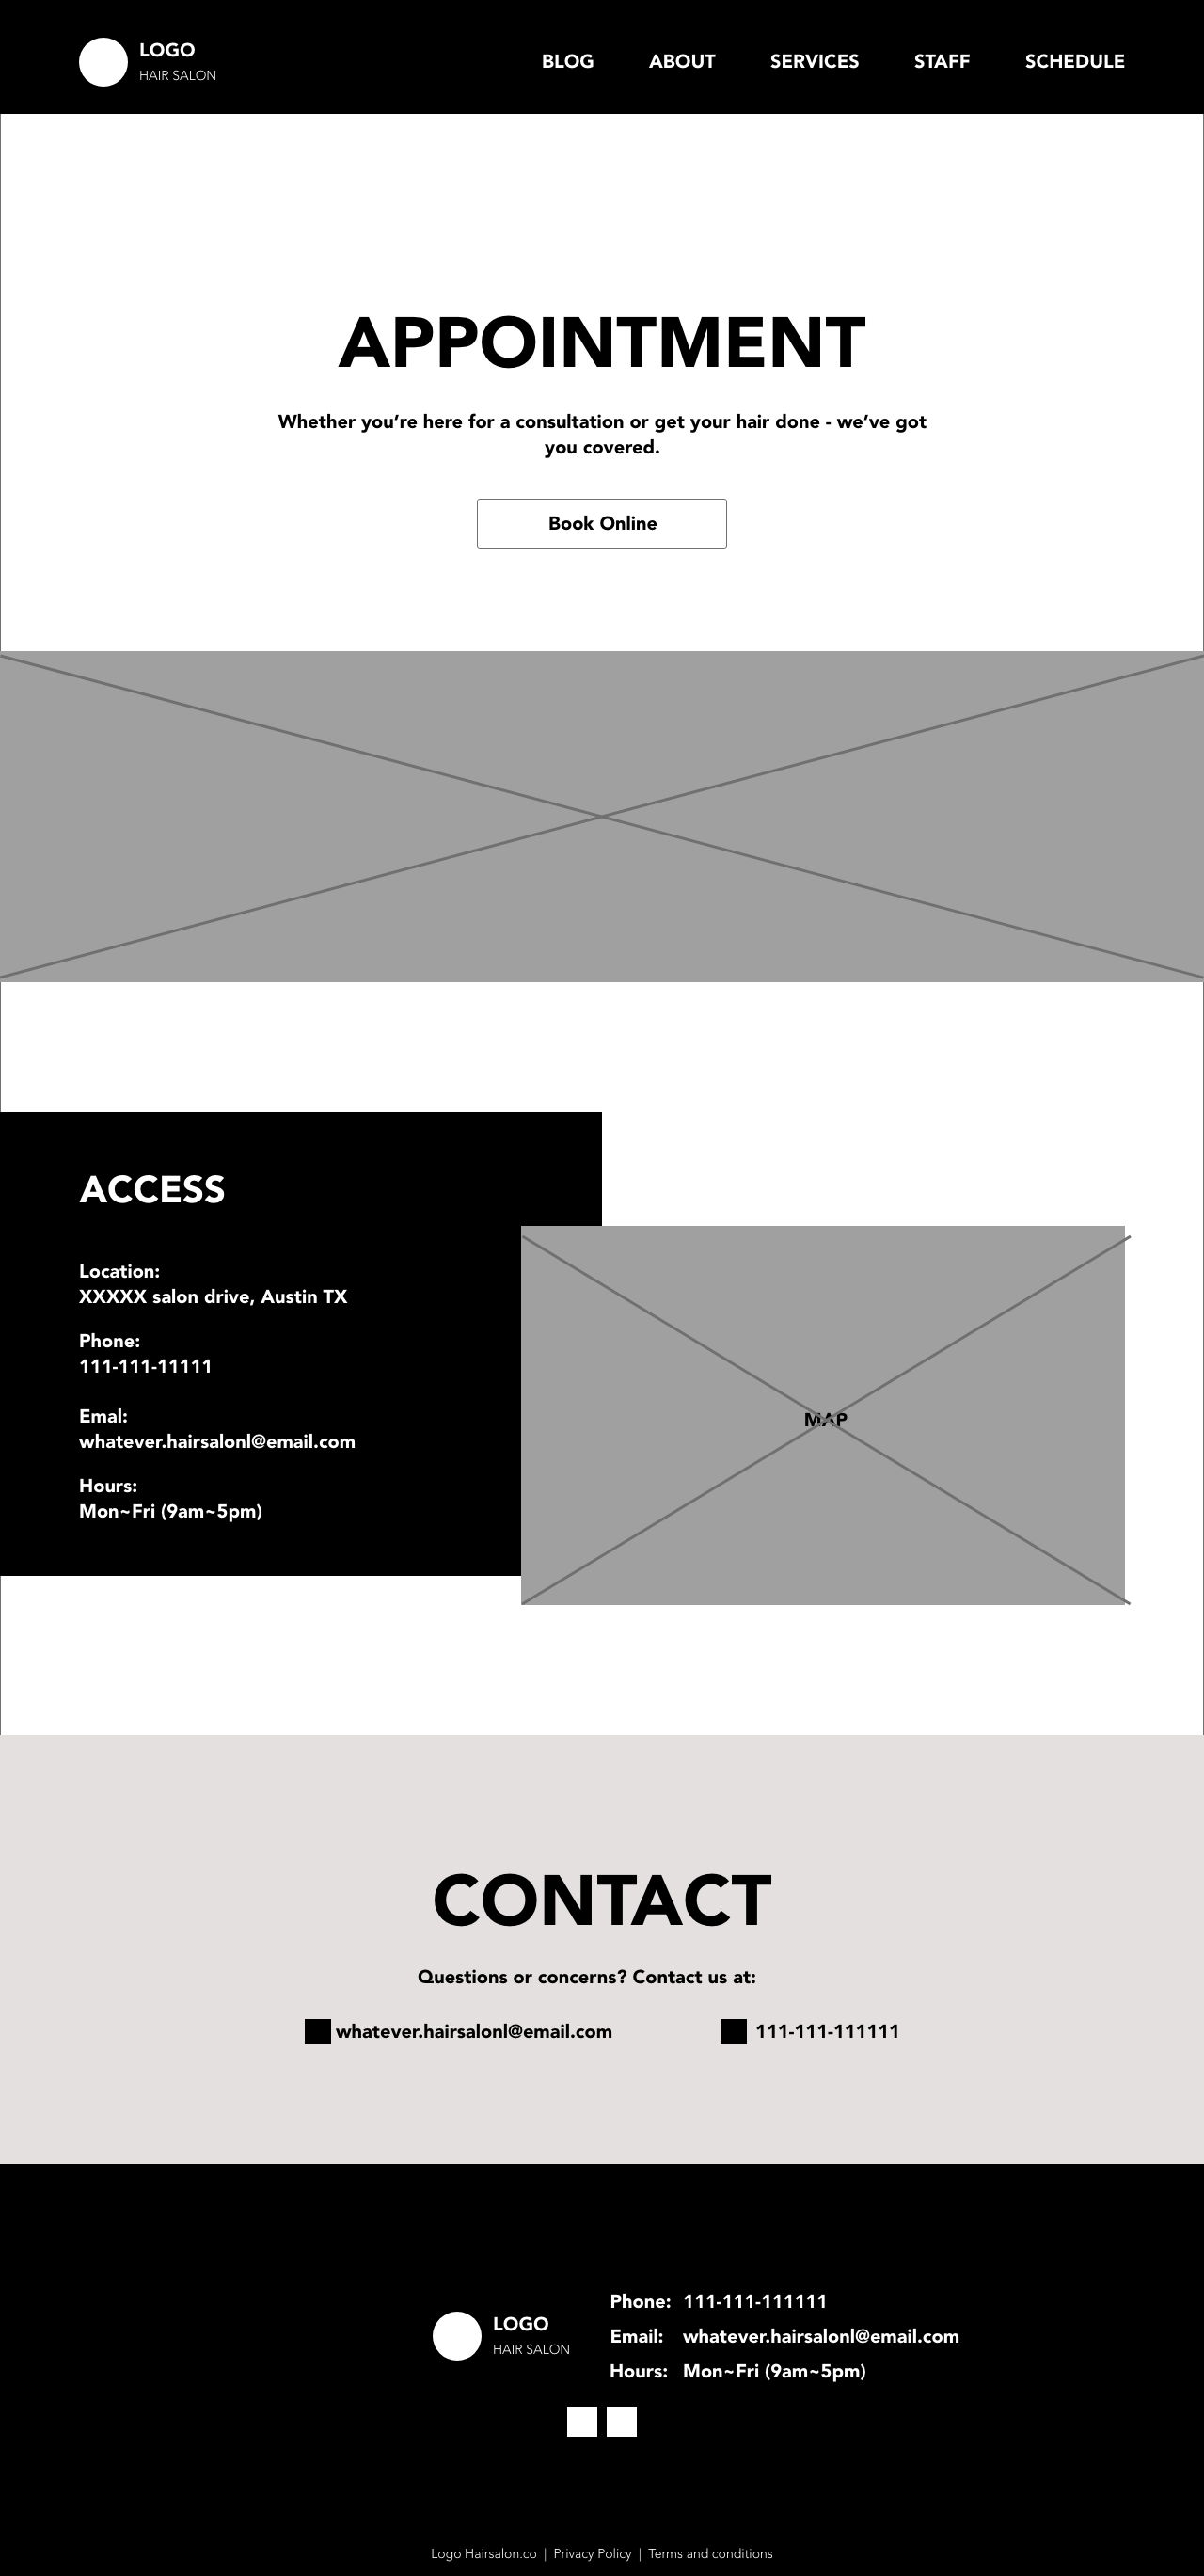 LOGO
HAIR SALON
BLOG ABOUT SERVICES STAFF SCHEDULE
APPOINTMENT
Whether you’re here for a consultation or get your hair done - we’ve got
you covered.
Book Online
ACCESS
Location:
XXXXX salon drive, Austin TX
Phone:
111-111-11111
Emal:
whatever.hairsalonl@email.com
Hours:
Mon~Fri (9am~5pm)
MAP
CONTACT
Questions or concerns? Contact us at:
whatever.hairsalonl@email.com 111-111-111111
LOGO
HAIR SALON
Phone: 111-111-111111
Email: whatever.hairsalonl@email.com
Hours: Mon~Fri (9am~5pm)
Logo Hairsalon.co | Privacy Policy | Terms and conditions